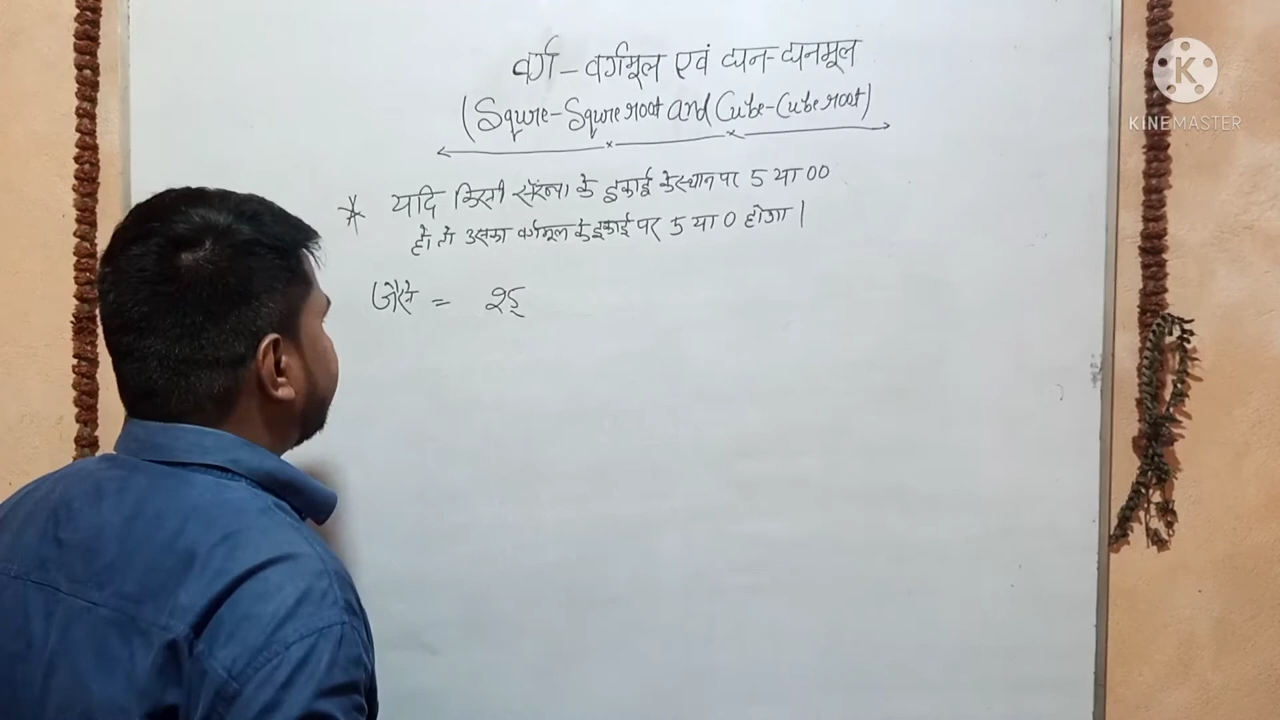 वर्ग - वर्गमूल एवं घन-घनमूल
(Squre-Squre root and Cube-Cube root)
* यदि किसी संख्या के इकाई के स्थान पर 5 या 00
हो तो उसका वर्गमूल के इकाई पर 5 या 0 होगा।
जैसे = २५
K
KINEMASTER